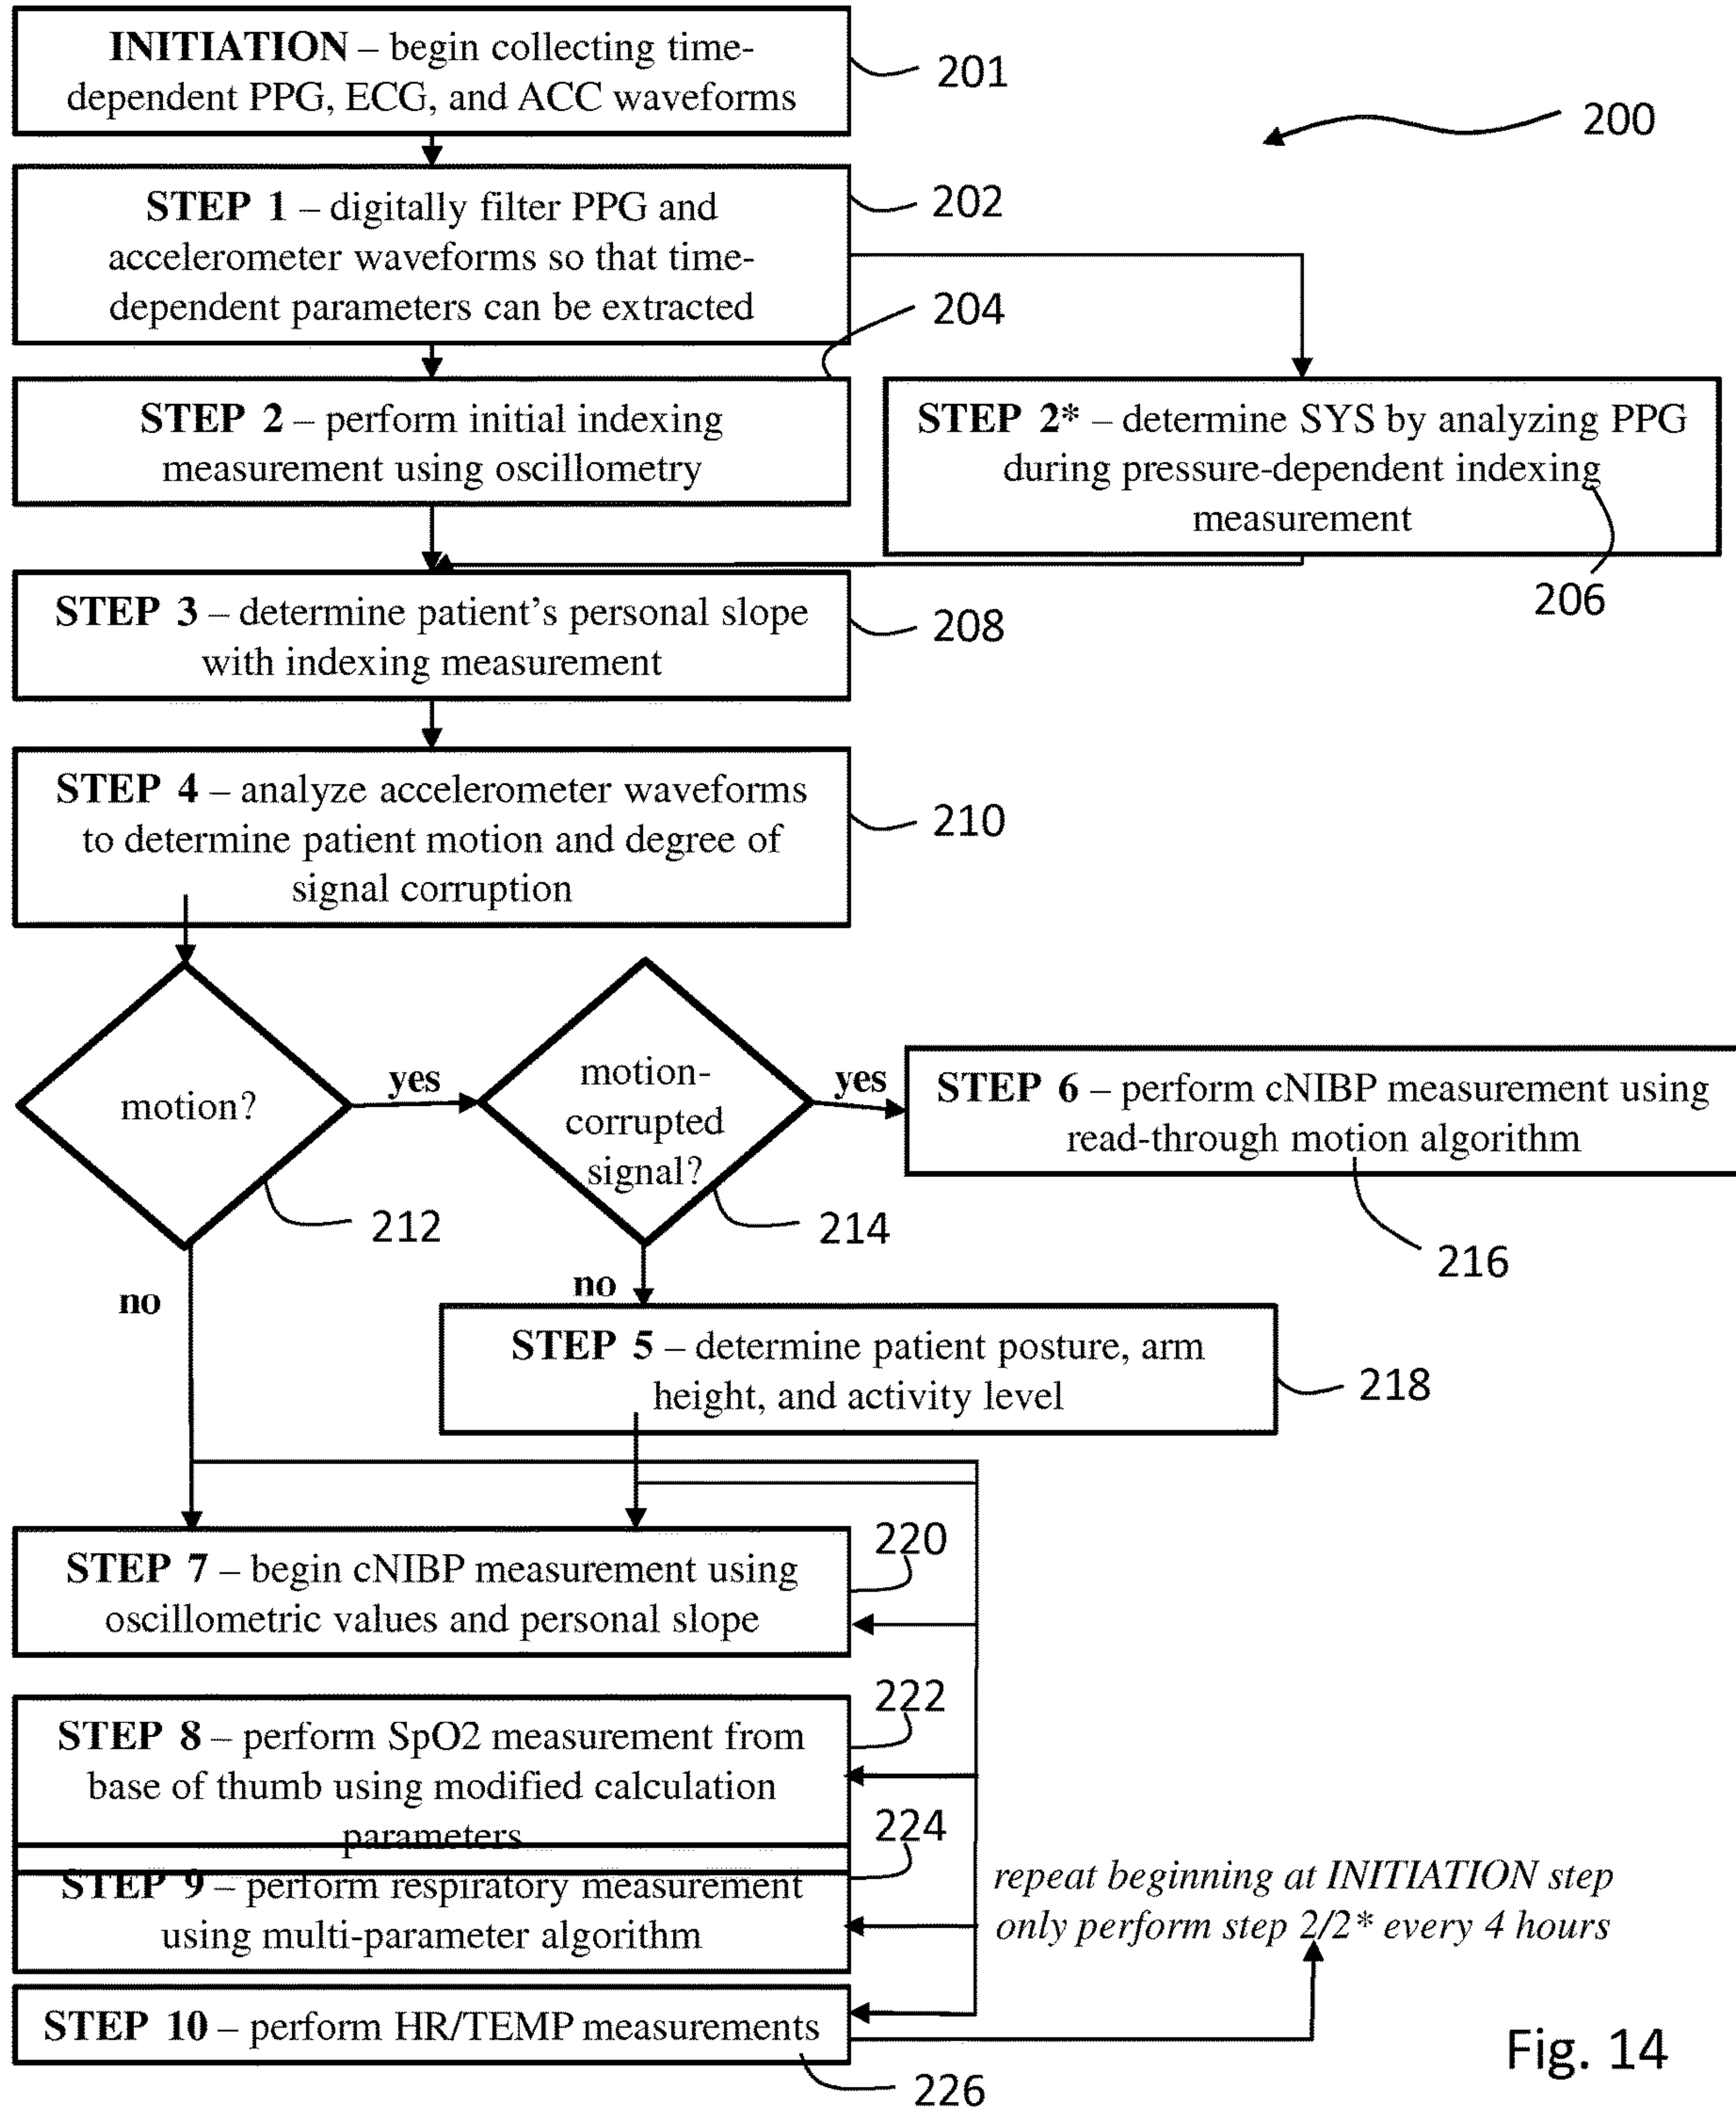 INITIATION – begin collecting time-
dependent PPG, ECG, and ACC waveforms
201
200
STEP 1 – digitally filter PPG and
accelerometer waveforms so that time-
dependent parameters can be extracted
202
204
STEP 2 – perform initial indexing
measurement using oscillometry
STEP 2* – determine SYS by analyzing PPG
during pressure-dependent indexing
measurement
206
STEP 3 – determine patient's personal slope
with indexing measurement
208
STEP 4 – analyze accelerometer waveforms
to determine patient motion and degree of
signal corruption
210
motion?
yes
motion-
corrupted
signal?
yes
STEP 6 – perform cNIBP measurement using
read-through motion algorithm
212
214
216
no
no
STEP 5 – determine patient posture, arm
height, and activity level
218
STEP 7 – begin cNIBP measurement using
oscillometric values and personal slope
220
STEP 8 – perform SpO2 measurement from
base of thumb using modified calculation
parameters
222
STEP 9 – perform respiratory measurement
using multi-parameter algorithm
224
repeat beginning at INITIATION step
only perform step 2/2* every 4 hours
STEP 10 – perform HR/TEMP measurements
226
Fig. 14